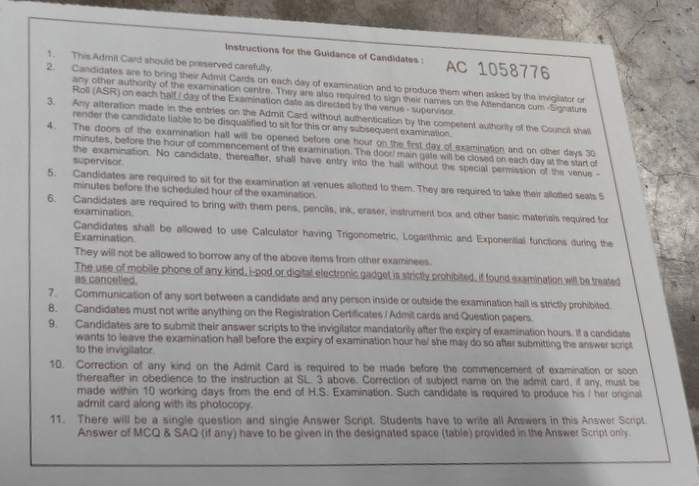 Instructions for the Guidance of Candidates :
AC 1058776
1. This Admit Card should be preserved carefully.
2. Candidates are to bring their Admit Cards on each day of examination and to produce them when asked by the invigilator or
any other authority of the examination centre. They are also required to sign their names on the Attendance cum -Signature
Roll (ASR) on each half / day of the Examination date as directed by the venue - supervisor.
3. Any alteration made in the entries on the Admit Card without authentication by the competent authority of the Council shall
render the candidate liable to be disqualified to sit for this or any subsequent examination.
4. The doors of the examination hall will be opened before one hour on the first day of examination and on other days 30
minutes, before the hour of commencement of the examination. The door/ main gate will be closed on each day at the start of
the examination. No candidate, thereafter, shall have entry into the hall without the special permission of the venue -
supervisor.
5. Candidates are required to sit for the examination at venues allotted to them. They are required to take their allotted seats 5
minutes before the scheduled hour of the examination.
6. Candidates are required to bring with them pens, pencils, ink, eraser, instrument box and other basic materials required for
examination.
Candidates shall be allowed to use Calculator having Trigonometric, Logarithmic and Exponential functions during the
Examination.
They will not be allowed to borrow any of the above items from other examinees.
The use of mobile phone of any kind, i-pod or digital electronic gadget is strictly prohibited, if found examination will be treated
as cancelled.
7. Communication of any sort between a candidate and any person inside or outside the examination hall is strictly prohibited.
8. Candidates must not write anything on the Registration Certificates / Admit cards and Question papers.
9. Candidates are to submit their answer scripts to the invigilator mandatorily after the expiry of examination hours. If a candidate
wants to leave the examination hall before the expiry of examination hour he/ she may do so after submitting the answer script
to the invigilator.
10. Correction of any kind on the Admit Card is required to be made before the commencement of examination or soon
thereafter in obedience to the instruction at SL. 3 above. Correction of subject name on the admit card, if any, must be
made within 10 working days from the end of H.S. Examination. Such candidate is required to produce his / her original
admit card along with its photocopy.
11. There will be a single question and single Answer Script. Students have to write all Answers in this Answer Script.
Answer of MCQ & SAQ (if any) have to be given in the designated space (table) provided in the Answer Script only.